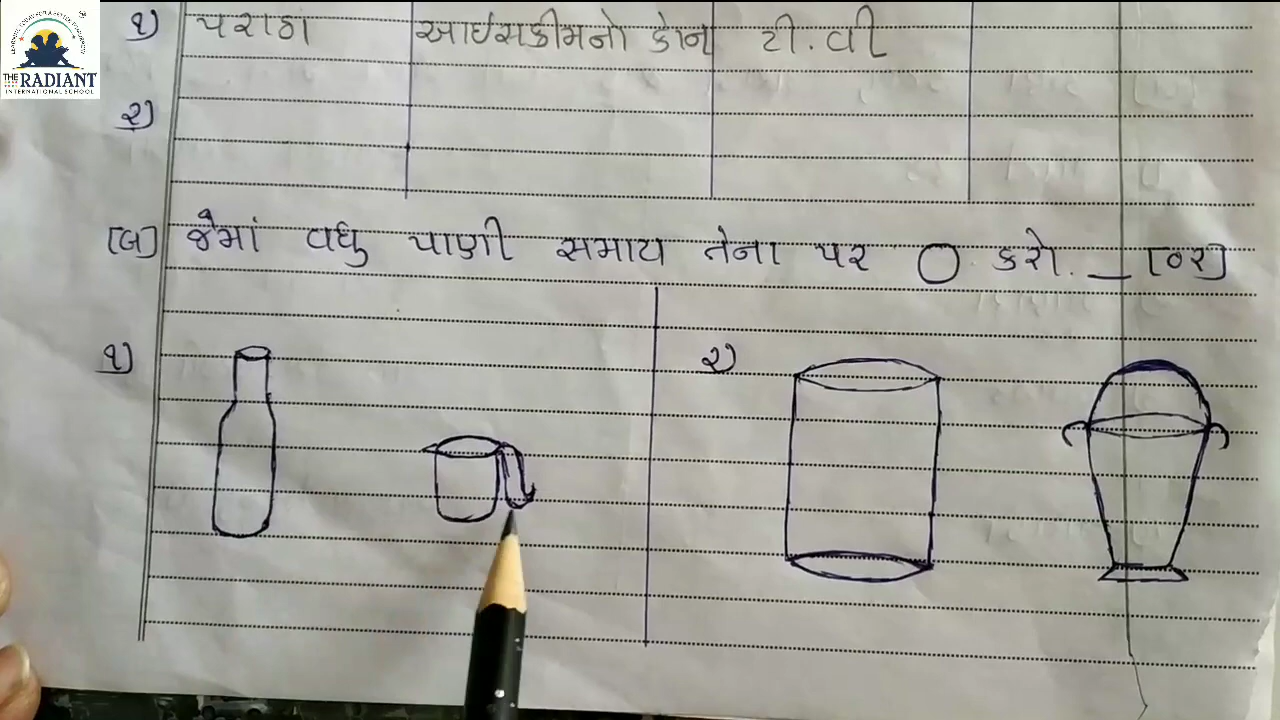 THE RADIANT
INTERNATIONAL SCHOOL
૧) પરાઠા આઈસક્રીમનો કોન ટી.વી
૨)
[બ] જેમાં વધુ પાણી સમાય તેના પર ◯ કરો. _ [૦૨]
૧) ૨)